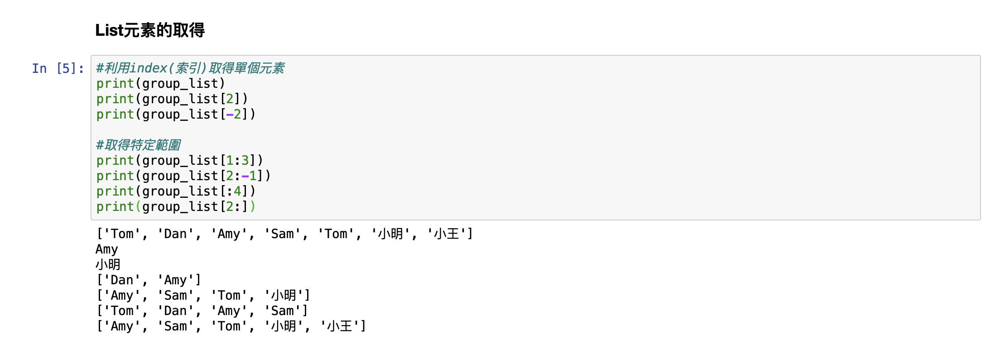 List元素的取得
In [5]:
#利用index(索引)取得單個元素
print(group_list)
print(group_list[2])
print(group_list[-2])
#取得特定範圍
print(group_list[1:3])
print(group_list[2:-1])
print(group_list[:4])
print(group_list[2:])
['Tom', 'Dan', 'Amy', 'Sam', 'Tom', '小明', '小王']
Amy
小明
['Dan', 'Amy']
['Amy', 'Sam', 'Tom', '小明']
['Tom', 'Dan', 'Amy', 'Sam']
['Amy', 'Sam', 'Tom', '小明', '小王']